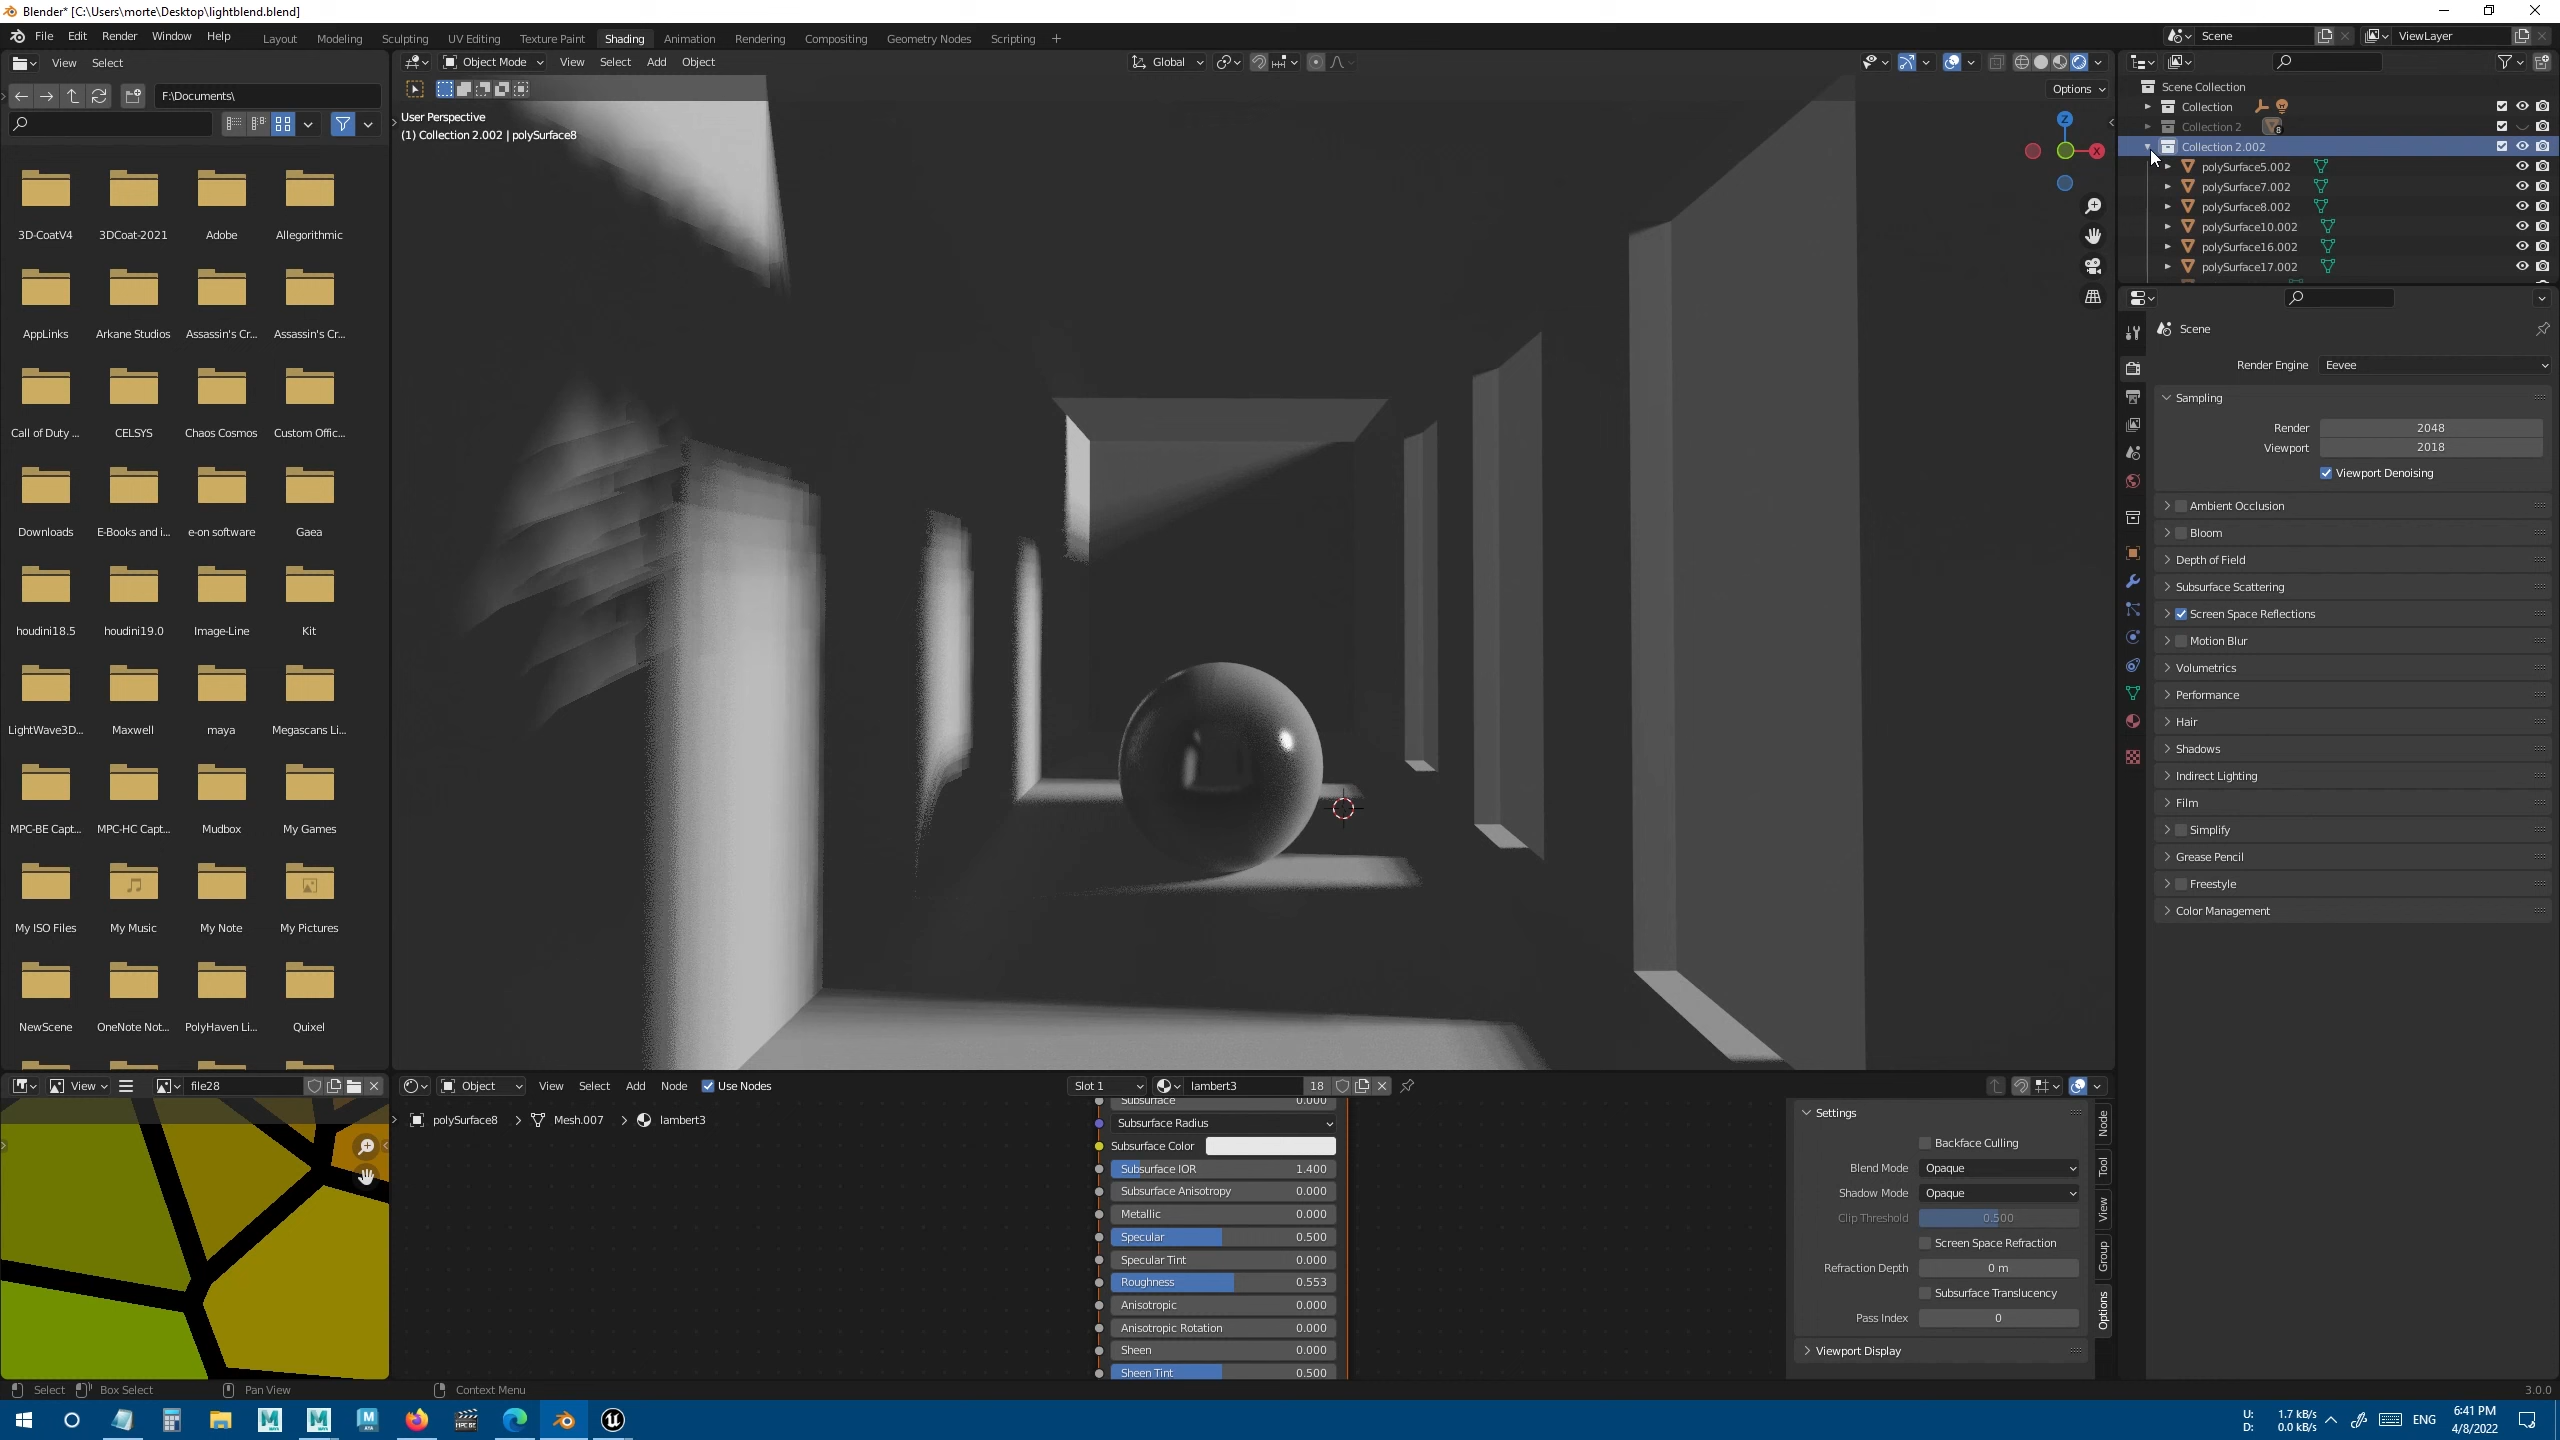 Blender* [C:\Users\morte\Desktop\lightblend.blend]
File Edit Render Window Help
Layout Modeling Sculpting UV Editing Texture Paint Shading Animation Rendering Compositing Geometry Nodes Scripting +
Scene
ViewLayer
View Select
F:\Documents\
3D-CoatV4 3DCoat-2021 Adobe Allegorithmic
AppLinks Arkane Studios Assassin's Cr... Assassin's Cr...
Call of Duty ... CELSYS Chaos Cosmos Custom Offic...
Downloads E-Books and i... e-on software Gaea
houdini18.5 houdini19.0 Image-Line Kit
LightWave3D... Maxwell maya Megascans Li...
MPC-BE Capt... MPC-HC Capt... Mudbox My Games
My ISO Files My Music My Note My Pictures
NewScene OneNote Not... PolyHaven Li... Quixel
Object Mode View Select Add Object
Global
Options
User Perspective
(1) Collection 2.002 | polySurface8
Z
X
Scene Collection
Collection
Collection 2
8
Collection 2.002
polySurface5.002
polySurface7.002
polySurface8.002
polySurface10.002
polySurface16.002
polySurface17.002
Scene
Render Engine Eevee
Sampling
Render 2048
Viewport 2018
Viewport Denoising
Ambient Occlusion
Bloom
Depth of Field
Subsurface Scattering
Screen Space Reflections
Motion Blur
Volumetrics
Performance
Hair
Shadows
Indirect Lighting
Film
Simplify
Grease Pencil
Freestyle
Color Management
View
file28
Object View Select Add Node Use Nodes
Slot 1
lambert3 18
polySurface8 > Mesh.007 > lambert3
Subsurface 0.000
Subsurface Radius
Subsurface Color
Subsurface IOR 1.400
Subsurface Anisotropy 0.000
Metallic 0.000
Specular 0.500
Specular Tint 0.000
Roughness 0.553
Anisotropic 0.000
Anisotropic Rotation 0.000
Sheen 0.000
Sheen Tint 0.500
Settings
Backface Culling
Blend Mode Opaque
Shadow Mode Opaque
Clip Threshold 0.500
Screen Space Refraction
Refraction Depth 0 m
Subsurface Translucency
Pass Index 0
Viewport Display
Node
Tool
View
Group
Options
Select Box Select Pan View Context Menu
3.0.0
U: 1.7 kB/s
D: 0.0 kB/s
ENG
6:41 PM
4/8/2022